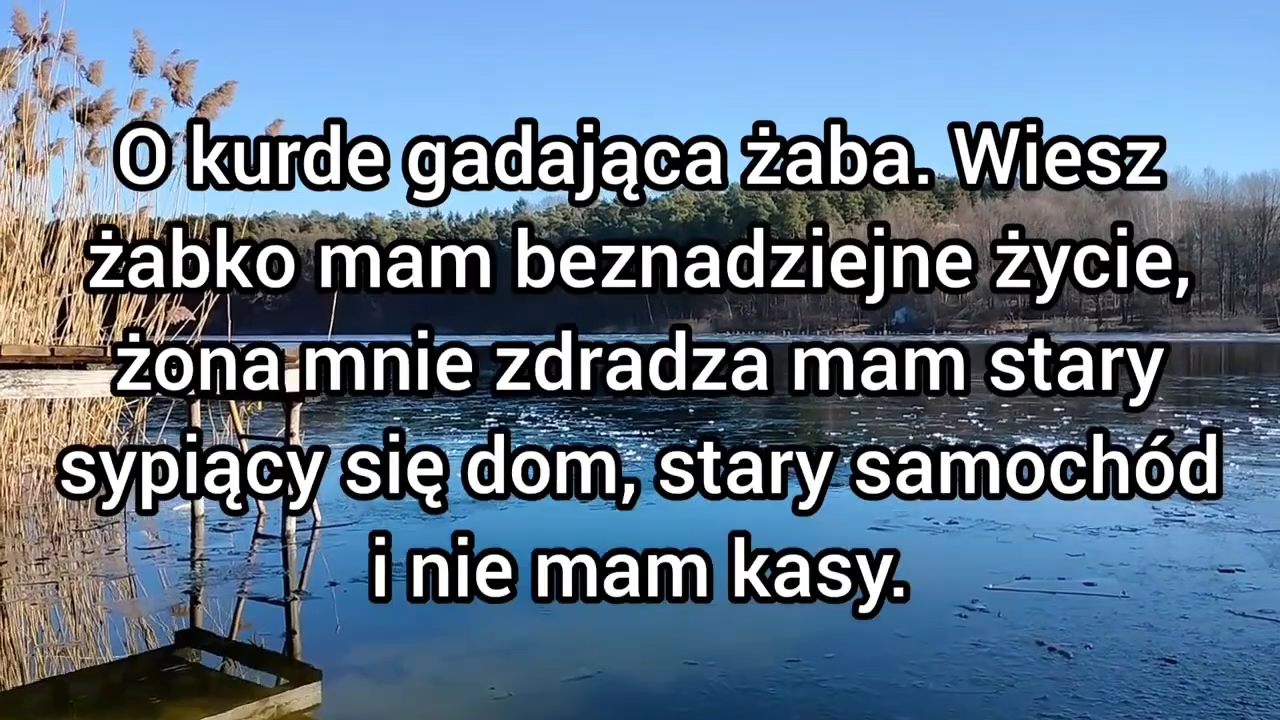 O kurde gadająca żaba. Wiesz
żabko mam beznadziejne życie,
żona mnie zdradza mam stary
sypiący się dom, stary samochód
i nie mam kasy.